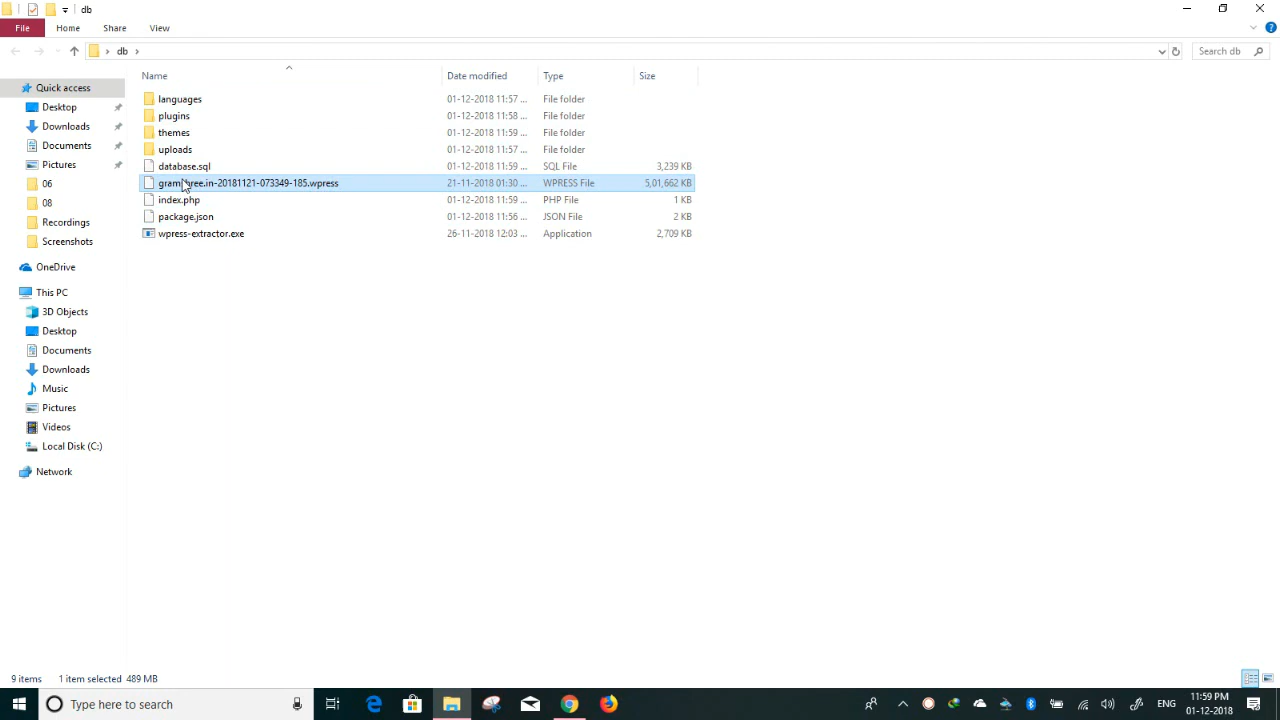 db
File Home Share View
db
Search db
Name Date modified Type Size
Quick access
Desktop
Downloads
Documents
Pictures
06
08
Recordings
Screenshots
OneDrive
This PC
3D Objects
Desktop
Documents
Downloads
Music
Pictures
Videos
Local Disk (C:)
Network
languages 01-12-2018 11:57 ... File folder
plugins 01-12-2018 11:58 ... File folder
themes 01-12-2018 11:59 ... File folder
uploads 01-12-2018 11:57 ... File folder
database.sql 01-12-2018 11:59 ... SQL File 3,239 KB
21-11-2018 01:30 ... WPRESS File 5,01,662 KB
index.php 01-12-2018 11:59 ... PHP File 1 KB
package.json 01-12-2018 11:56 ... JSON File 2 KB
wpress-extractor.exe 26-11-2018 12:03 ... Application 2,709 KB
9 items 1 item selected 489 MB
Type here to search
ENG
11:59 PM
01-12-2018